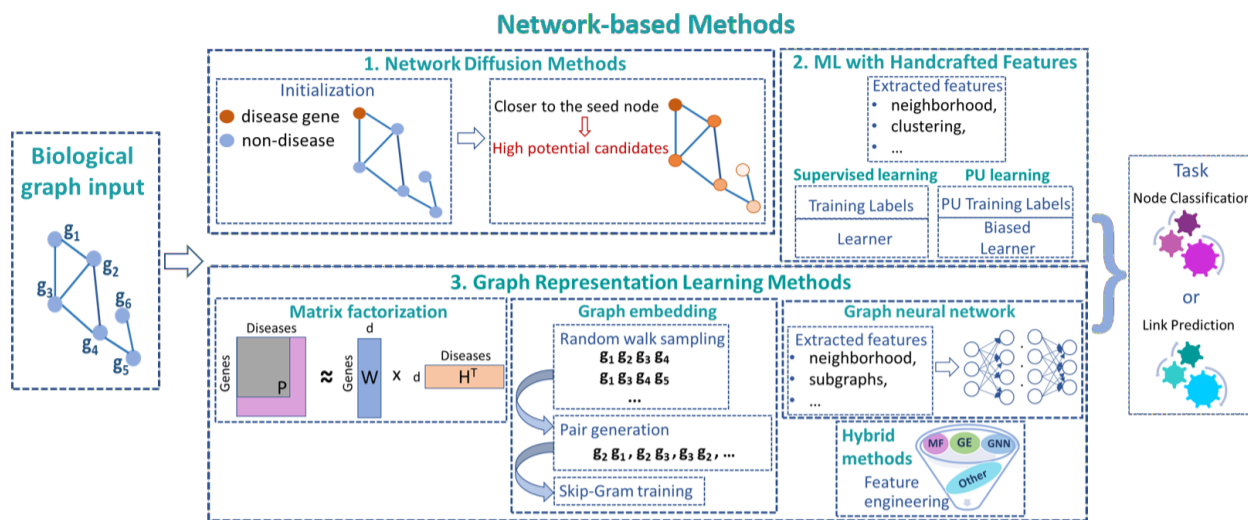 Network-based Methods
Biological
graph input
g1
g2
g3
g6
g4
g5
1. Network Diffusion Methods
Initialization
disease gene
non-disease
Closer to the seed node
High potential candidates
2. ML with Handcrafted Features
Extracted features
• neighborhood,
• clustering,
• ...
Supervised learning
Training Labels
Learner
PU learning
PU Training Labels
Biased
Learner
3. Graph Representation Learning Methods
Matrix factorization
Diseases
Genes
P
≈
d
Genes
W
x
Diseases
d
H^T
Graph embedding
Random walk sampling
g1 g2 g3 g4
g1 g3 g4 g5
...
Pair generation
g2 g1 , g2 g3 , g3 g2 , ...
Skip-Gram training
Graph neural network
Extracted features
• neighborhood,
• subgraphs,
• ...
Hybrid
methods
Feature
engineering
MF
GE
GNN
Other
Task
Node Classification
or
Link Prediction